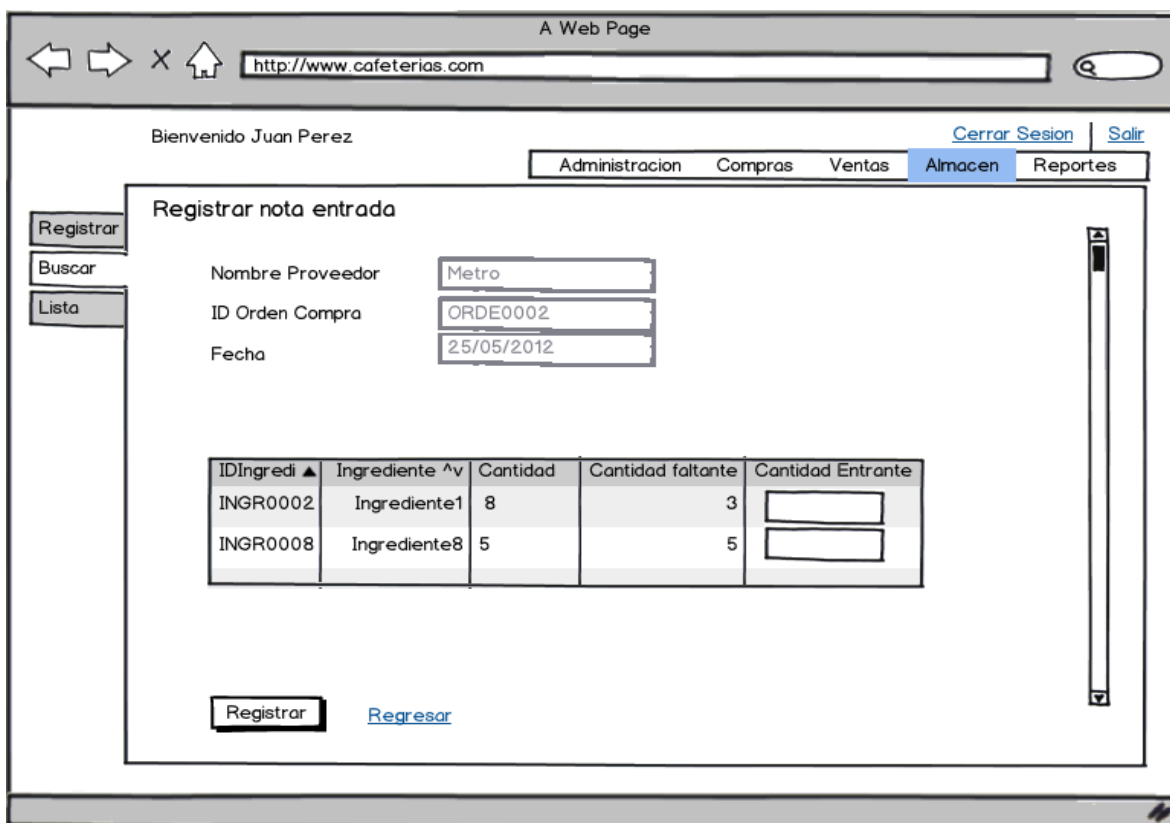 A Web Page
http://www.cafeterias.com
Bienvenido Juan Perez
Cerrar Sesion | Salir
Administracion Compras Ventas Almacen Reportes
Registrar
Buscar
Lista
Registrar nota entrada
Nombre Proveedor Metro
ID Orden Compra ORDE0002
Fecha 25/05/2012
IDIngredi ▲ Ingrediente ^v Cantidad Cantidad faltante Cantidad Entrante
INGR0002 Ingrediente1 8 3
INGR0008 Ingrediente8 5 5
Registrar Regresar